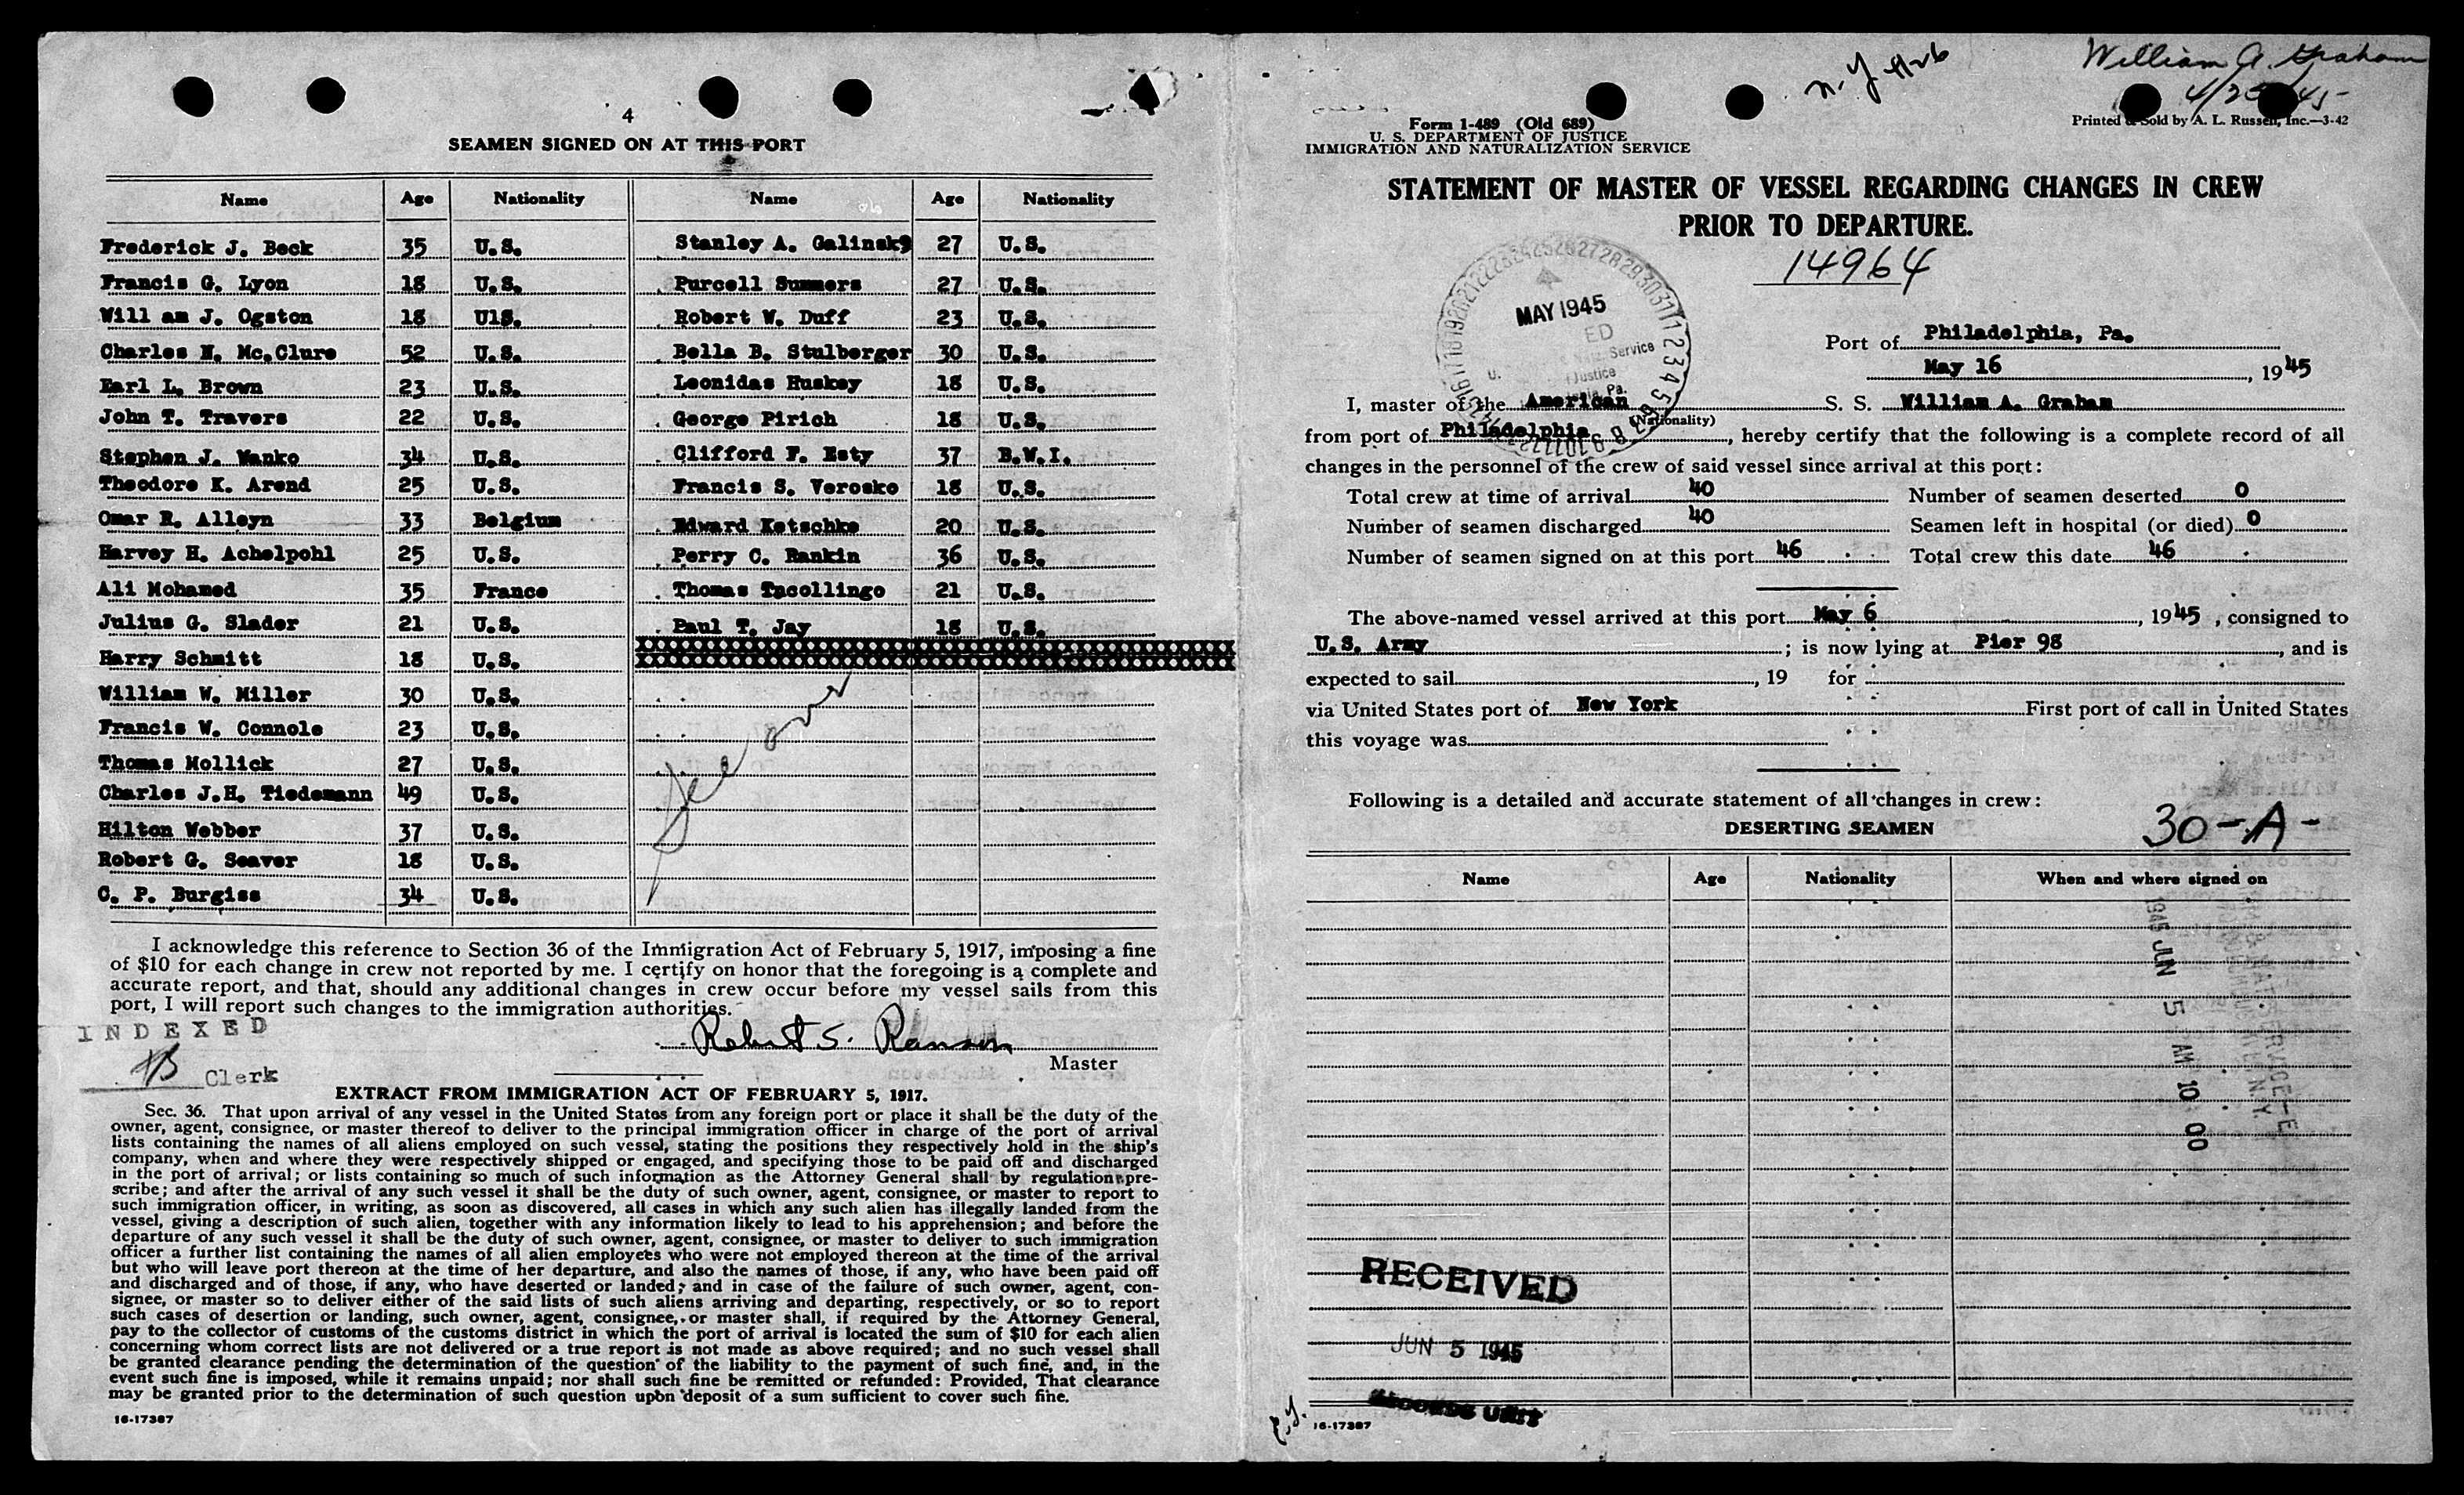 4
SEAMEN SIGNED ON AT THIS PORT
Name Age Nationality Name Age Nationality
Frederick J. Beck 35 U.S. Stanley A. Galinsky 27 U.S.
Francis G. Lyon 18 U.S. Purcell Summers 27 U.S.
Will am J. Ogston 18 U1S. Robert W. Duff 23 U.S.
Charles N. Mc.Clure 52 U.S. Bella B. Stulberger 30 U.S.
Earl L. Brown 23 U.S. Leonidas Huskey 18 U.S.
John T. Travers 22 U.S. George Pirich 18 U.S.
Stephen J. Wanko 34 U.S. Clifford F. Esty 37 B.W.I.
Theodore K. Arend 25 U.S. Francis S. Verosko 18 U.S.
Omar R. Alleyn 33 Belgium Edward Ketschke 20 U.S.
Harvey H. Achelpohl 25 U.S. Perry C. Rankin 36 U.S.
Ali Mohamed 35 France Thomas Tacollingo 21 U.S.
Julius G. Slader 21 U.S. Paul T. Jay 18 U.S.
Harry Schmitt 18 U.S.
William W. Miller 30 U.S.
Francis W. Connole 23 U.S.
Thomas Mollick 27 U.S.
Charles J.H. Tiedemann 49 U.S.
Hilton Webber 37 U.S.
Robert G. Seaver 18 U.S.
C. P. Burgiss 34 U.S.
See over
I acknowledge this reference to Section 36 of the Immigration Act of February 5, 1917, imposing a fine
of $10 for each change in crew not reported by me. I certify on honor that the foregoing is a complete and
accurate report, and that, should any additional changes in crew occur before my vessel sails from this
port, I will report such changes to the immigration authorities.
INDEXED
Robert S. Ranson
Master
Clerk
EXTRACT FROM IMMIGRATION ACT OF FEBRUARY 5, 1917.
Sec. 36. That upon arrival of any vessel in the United States from any foreign port or place it shall be the duty of the
owner, agent, consignee, or master thereof to deliver to the principal immigration officer in charge of the port of arrival
lists containing the names of all aliens employed on such vessel, stating the positions they respectively hold in the ship's
company, when and where they were respectively shipped or engaged, and specifying those to be paid off and discharged
in the port of arrival; or lists containing so much of such information as the Attorney General shall by regulation pre-
scribe; and after the arrival of any such vessel it shall be the duty of such owner, agent, consignee, or master to report to
such immigration officer, in writing, as soon as discovered, all cases in which any such alien has illegally landed from the
vessel, giving a description of such alien, together with any information likely to lead to his apprehension; and before the
departure of any such vessel it shall be the duty of such owner, agent, consignee, or master to deliver to such immigration
officer a further list containing the names of all alien employees who were not employed thereon at the time of the arrival
but who will leave port thereon at the time of her departure, and also the names of those, if any, who have been paid off
and discharged and of those, if any, who have deserted or landed; and in case of the failure of such owner, agent, con-
signee, or master so to deliver either of the said lists of such aliens arriving and departing, respectively, or so to report
such cases of desertion or landing, such owner, agent, consignee, or master shall, if required by the Attorney General,
pay to the collector of customs of the customs district in which the port of arrival is located the sum of $10 for each alien
concerning whom correct lists are not delivered or a true report is not made as above required; and no such vessel shall
be granted clearance pending the determination of the question of the liability to the payment of such fine, and, in the
event such fine is imposed, while it remains unpaid; nor shall such fine be remitted or refunded: Provided, That clearance
may be granted prior to the determination of such question upon deposit of a sum sufficient to cover such fine.
16-17387
William A. Graham
N.Y.
Form I-489 (Old 689)
U. S. DEPARTMENT OF JUSTICE
IMMIGRATION AND NATURALIZATION SERVICE
Printed & Sold by A. L. Russell, Inc.—3-42
STATEMENT OF MASTER OF VESSEL REGARDING CHANGES IN CREW
PRIOR TO DEPARTURE.
14964
MAY 1945
Port of Philadelphia, Pa.
May 16, 1945
I, master of the American S. S. William A. Graham
(Nationality)
from port of Philadelphia, hereby certify that the following is a complete record of all
changes in the personnel of the crew of said vessel since arrival at this port:
Total crew at time of arrival 40 Number of seamen deserted 0
Number of seamen discharged 40 Seamen left in hospital (or died) 0
Number of seamen signed on at this port 46 Total crew this date 46
The above-named vessel arrived at this port May 6, 1945, consigned to
U.S. Army; is now lying at Pier 98, and is
expected to sail, 19 for
via United States port of New York First port of call in United States
this voyage was
Following is a detailed and accurate statement of all changes in crew:
DESERTING SEAMEN
30-A-
Name Age Nationality When and where signed on
1945 JUN 5 AM 10 00
RECEIVED
JUN 5 1945
RECORDS UNIT
16-17387